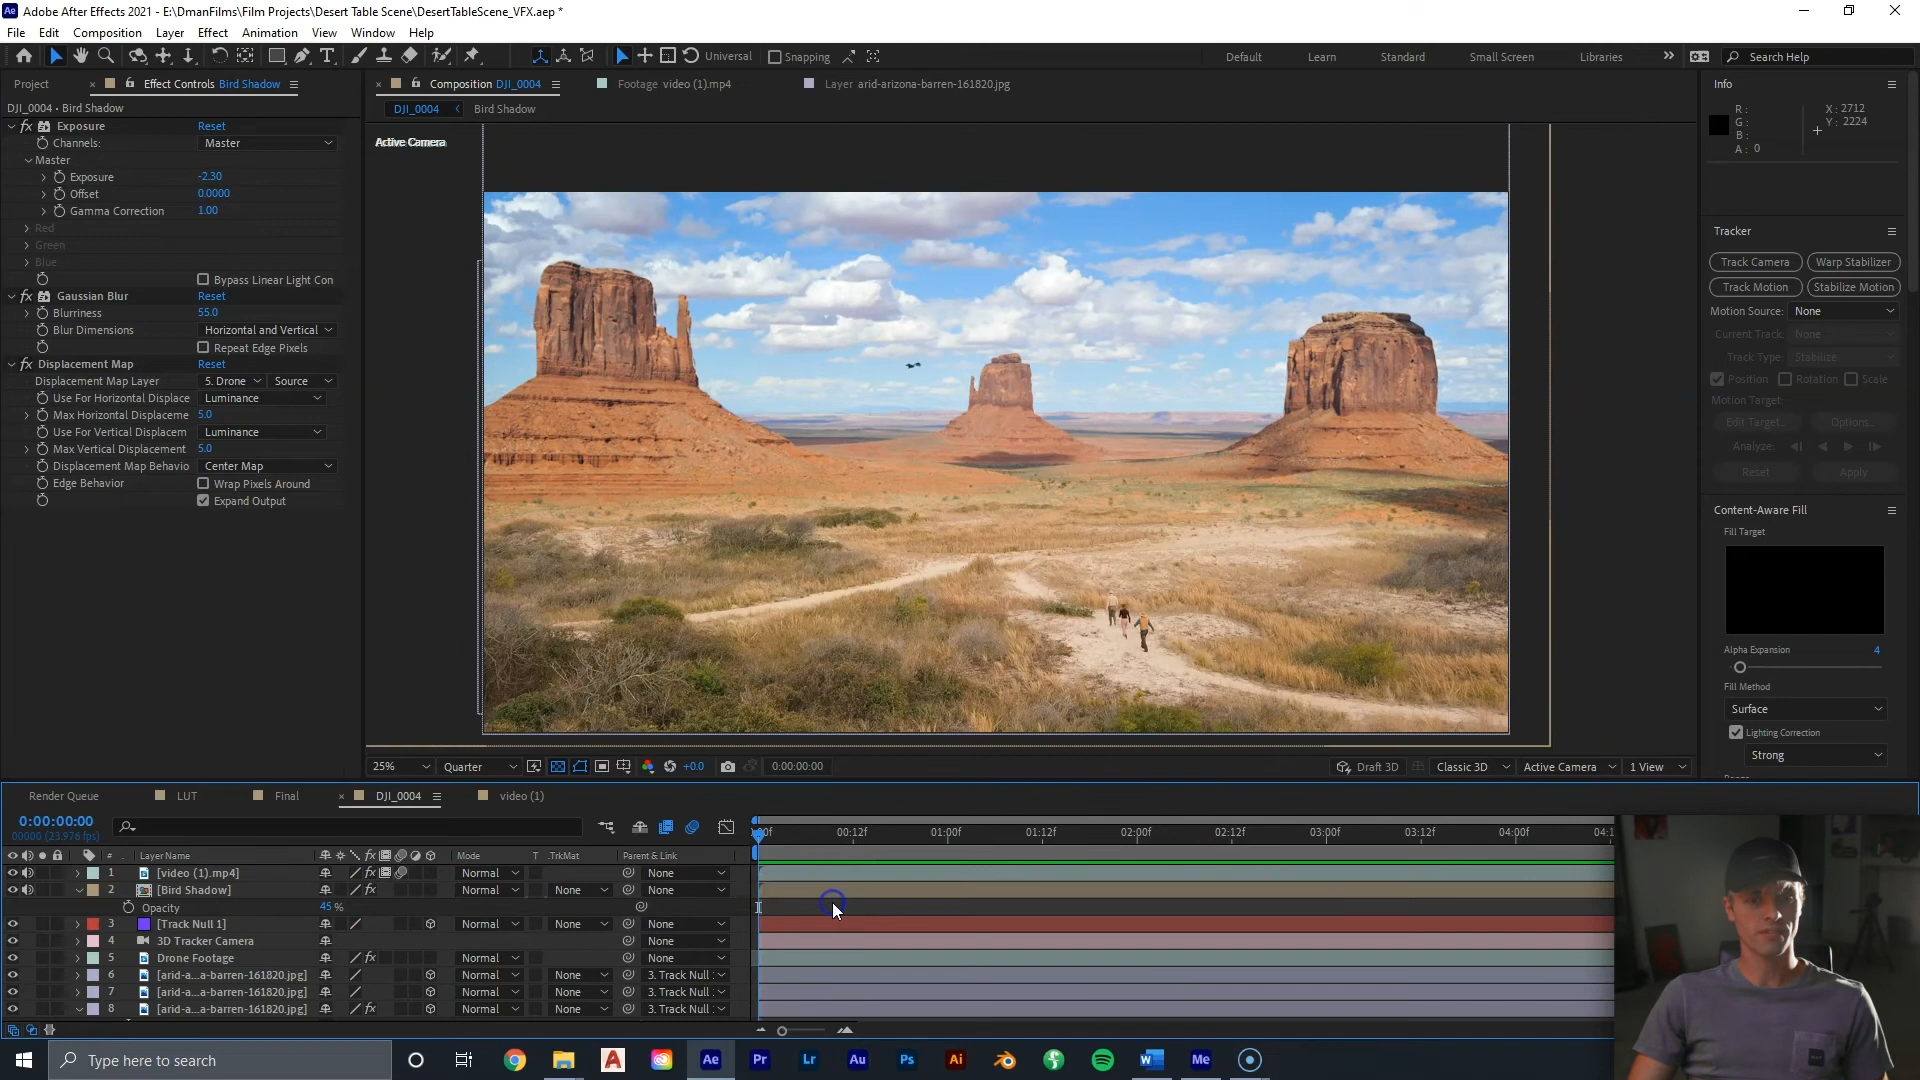 Adobe After Effects 2021 - E:\DmanFilms\Film Projects\Desert Table Scene\DesertTableScene_VFX.aep *
File Edit Composition Layer Effect Animation View Window Help
Universal Snapping Default Learn Standard Small Screen Libraries Search Help
Project Effect Controls Bird Shadow Composition DJI_0004 Footage video (1).mp4 Layer arid-arizona-barren-161820.jpg Info
DJI_0004 • Bird Shadow DJI_0004 Bird Shadow
Exposure Reset
Channels: Master
Master
Exposure -2.30
Offset 0.0000
Gamma Correction 1.00
Red
Green
Blue
Bypass Linear Light Con
Gaussian Blur Reset
Blurriness 55.0
Blur Dimensions Horizontal and Vertical
Repeat Edge Pixels
Displacement Map Reset
Displacement Map Layer 5. Drone Source
Use For Horizontal Displace Luminance
Max Horizontal Displaceme 5.0
Use For Vertical Displacem Luminance
Max Vertical Displacement 5.0
Displacement Map Behavio Center Map
Edge Behavior Wrap Pixels Around
Expand Output
Active Camera
R : X : 2712
G : Y : 2224
B :
A : 0
Tracker
Track Camera Warp Stabilizer
Track Motion Stabilize Motion
Motion Source: None
Current Track: None
Track Type: Stabilize
Position Rotation Scale
Motion Target:
Edit Target... Options...
Analyze:
Reset Apply
Content-Aware Fill
Fill Target
Alpha Expansion 4
Fill Method
Surface
Lighting Correction
Strong
25% Quarter +0.0 0:00:00:00 Draft 3D Classic 3D Active Camera 1 View
Render Queue LUT Final DJI_0004 video (1)
0:00:00:00
00000 (23.976 fps)
00:12f 01:00f 01:12f 02:00f 02:12f 03:00f 03:12f 04:00f 04:1
# Layer Name Mode T .TrkMat Parent & Link
1 [video (1).mp4] Normal None
2 [Bird Shadow] Normal None None
Opacity 45 %
3 [Track Null 1] Normal None None
4 3D Tracker Camera None
5 Drone Footage Normal None None
6 [arid-a...a-barren-161820.jpg] Normal None 3. Track Null
7 [arid-a...a-barren-161820.jpg] Normal None 3. Track Null
8 [arid-a...a-barren-161820.jpg] Normal None 3. Track Null
Type here to search Ae Pr Lr Au Ps Ai Me